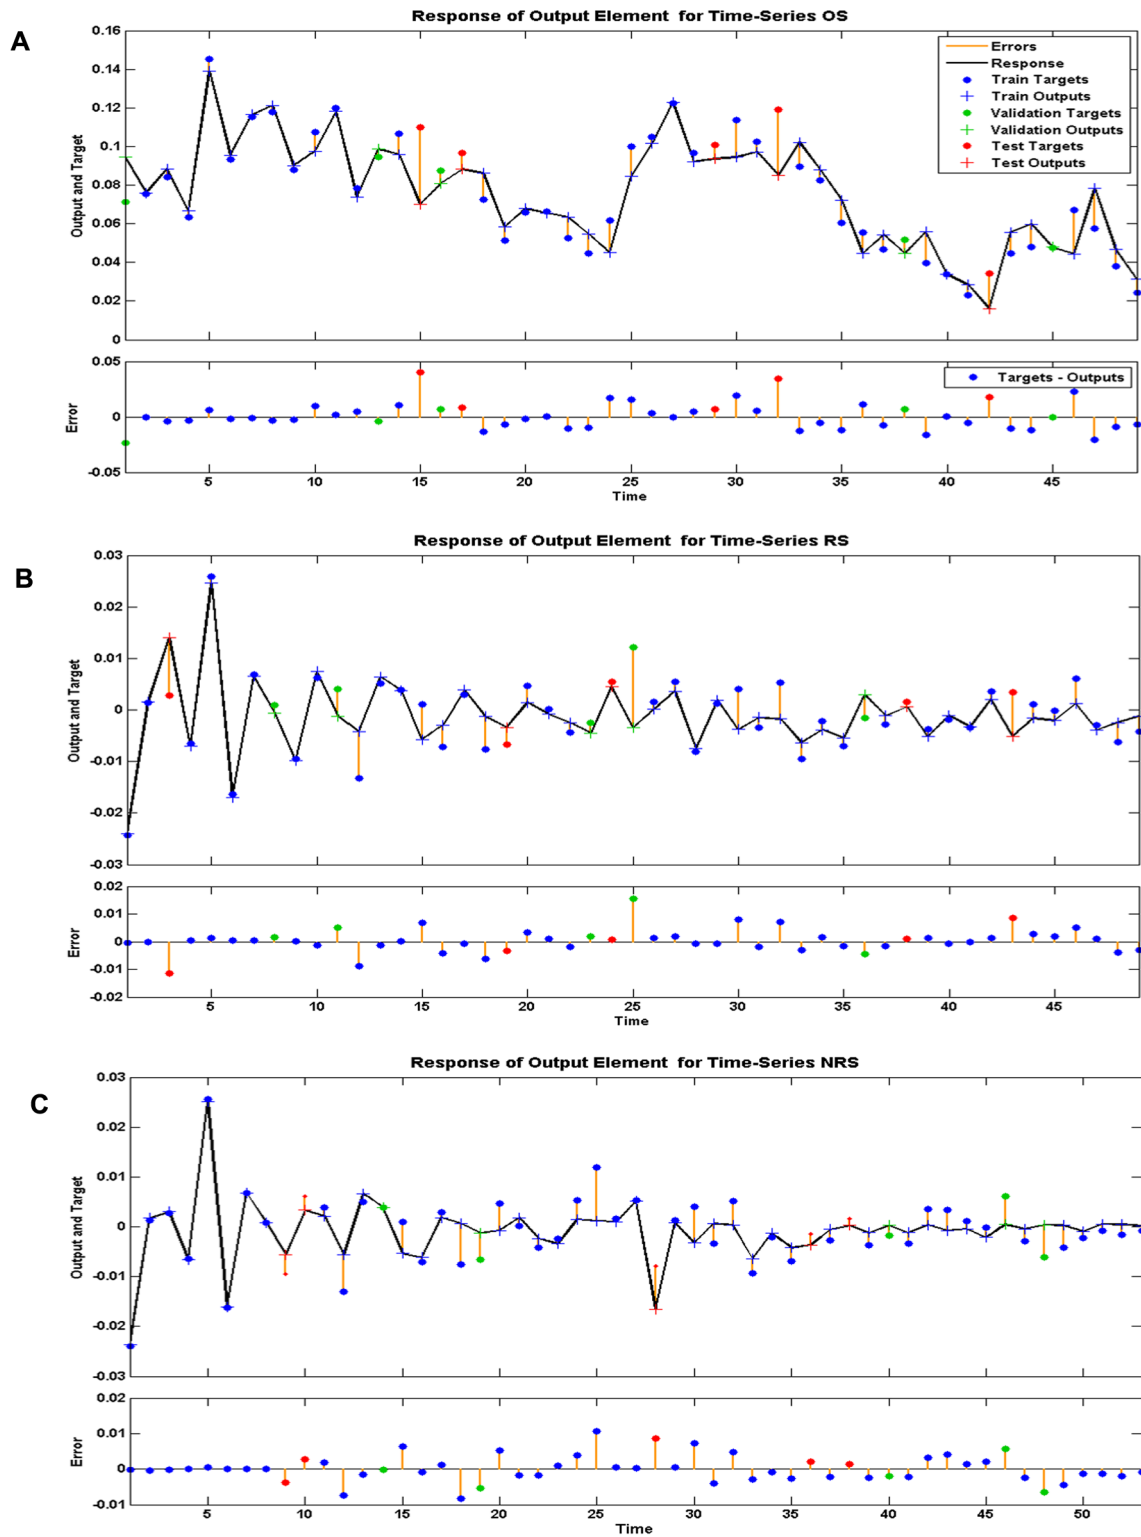 A
Response of Output Element for Time-Series OS
Output and Target
0.16
0.14
0.12
0.1
0.08
0.06
0.04
0.02
0
Errors
Response
Train Targets
Train Outputs
Validation Targets
Validation Outputs
Test Targets
Test Outputs
Error
0.05
0
-0.05
Targets - Outputs
5 10 15 20 25 30 35 40 45
Time
B
Response of Output Element for Time-Series RS
Output and Target
0.03
0.02
0.01
0
-0.01
-0.02
-0.03
Error
0.02
0.01
0
-0.01
-0.02
5 10 15 20 25 30 35 40 45
Time
C
Response of Output Element for Time-Series NRS
Output and Target
0.03
0.02
0.01
0
-0.01
-0.02
-0.03
Error
0.02
0.01
0
-0.01
5 10 15 20 25 30 35 40 45 50
Time